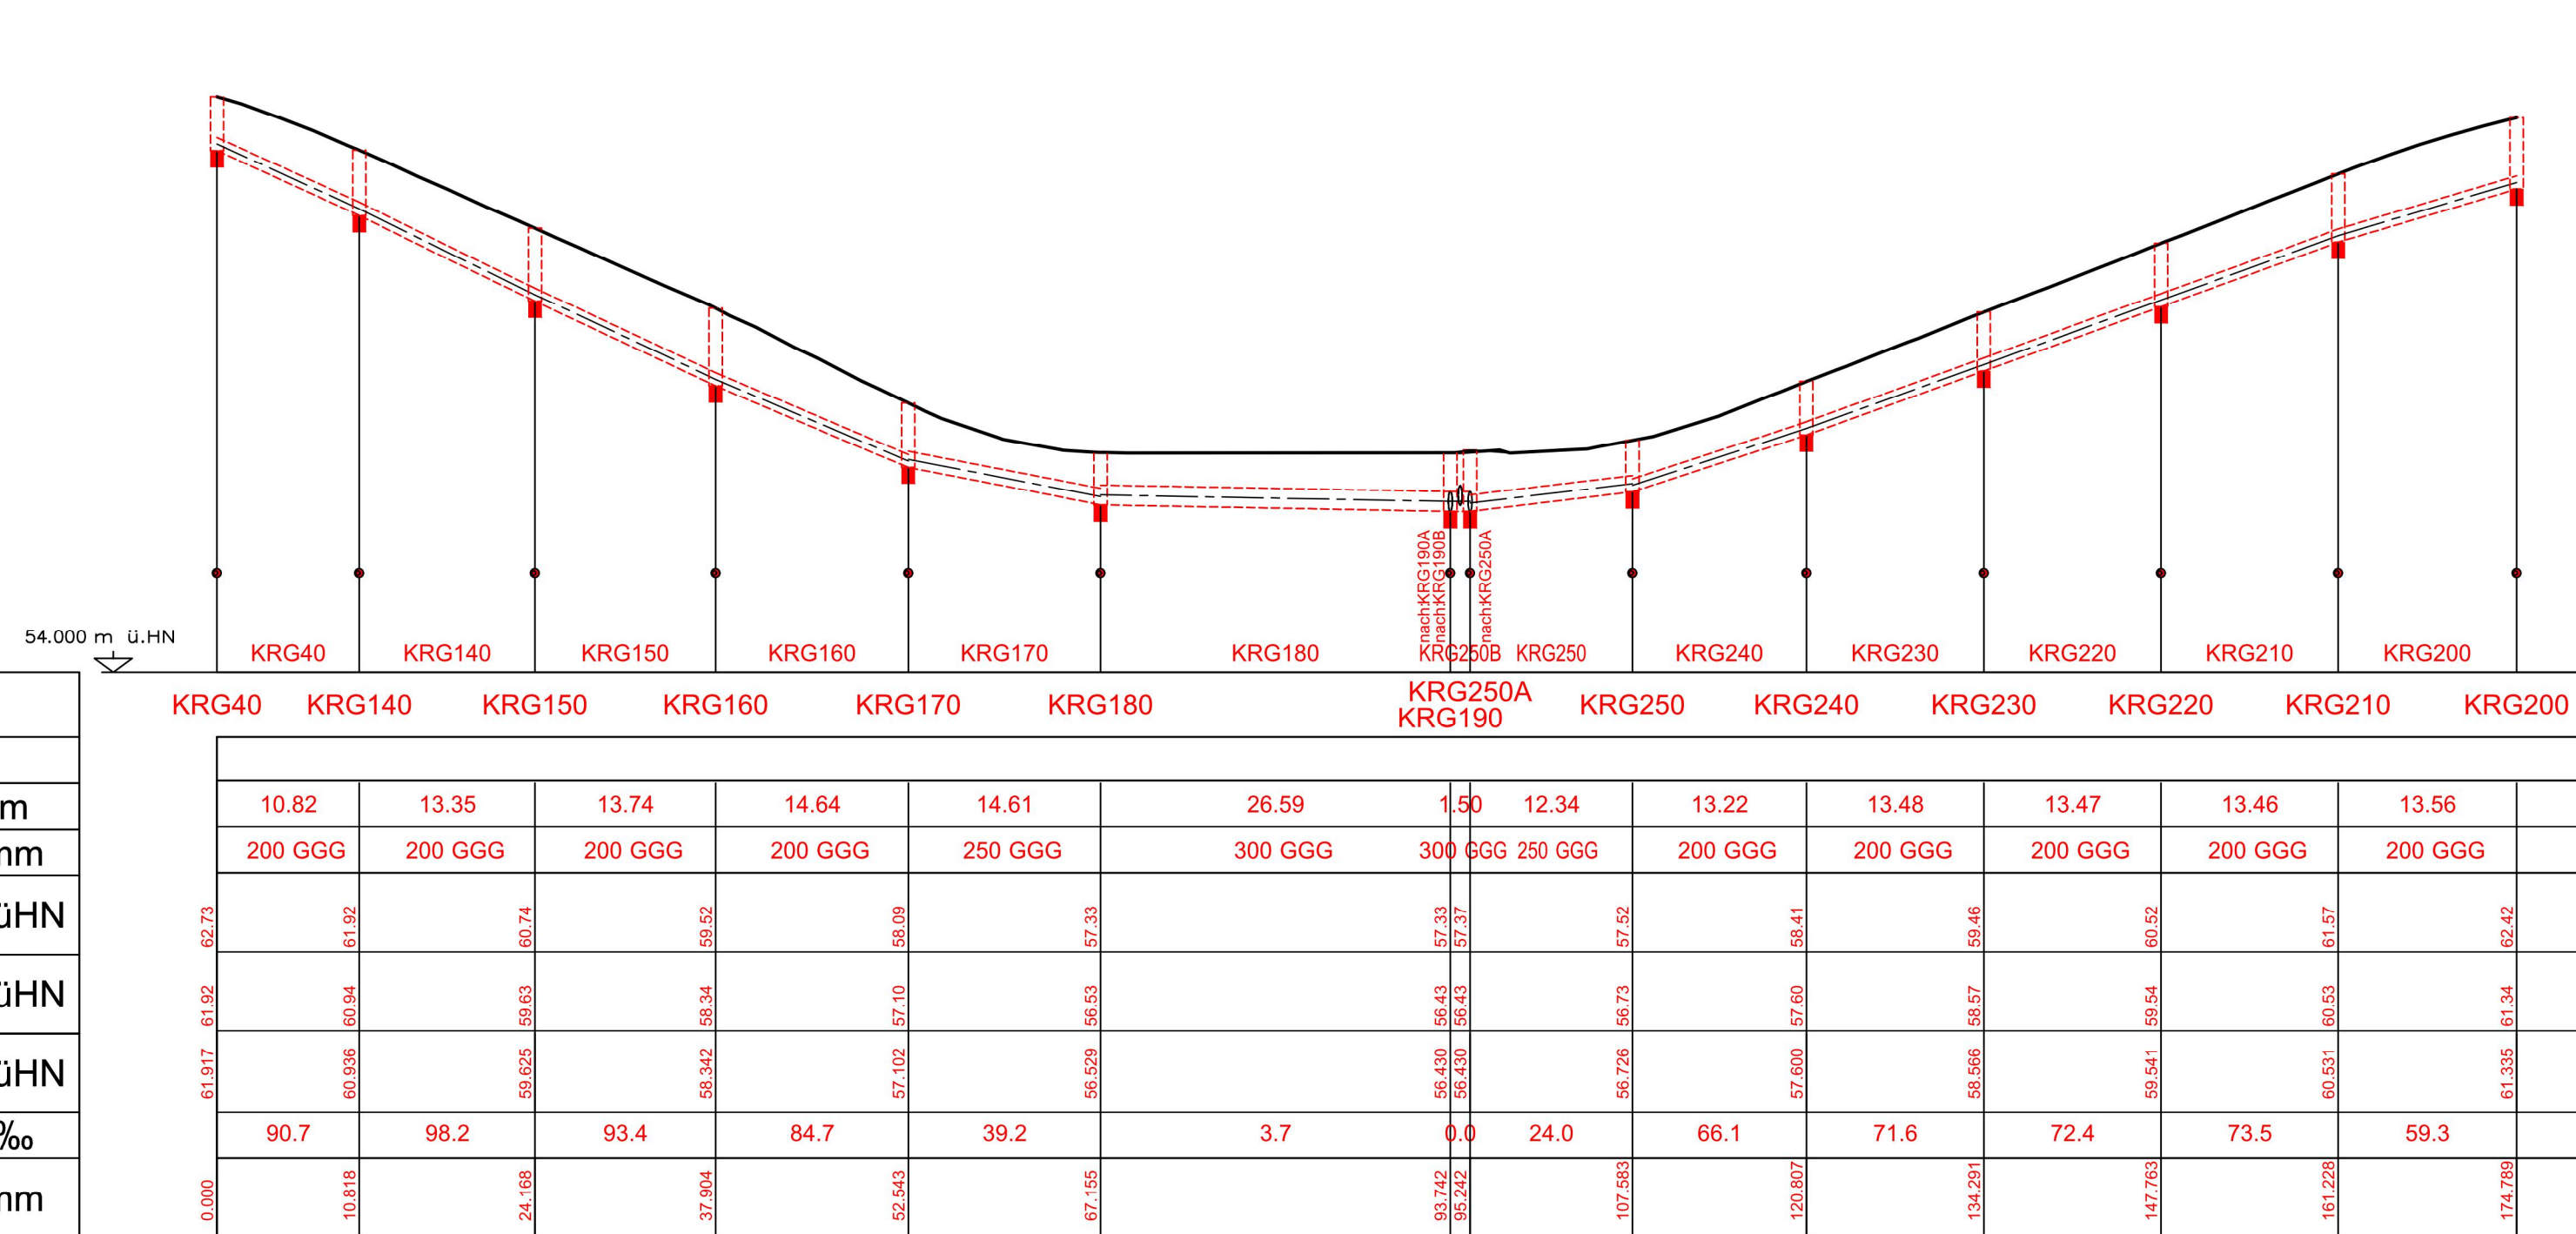 nach:KRG190A
nach:KRG190B
nach:KRG250A
54.000 m ü.HN
KRG40 KRG140 KRG150 KRG160 KRG170 KRG180 KRG250B KRG250 KRG240 KRG230 KRG220 KRG210 KRG200
KRG250A
KRG40 KRG140 KRG150 KRG160 KRG170 KRG180 KRG190 KRG250 KRG240 KRG230 KRG220 KRG210 KRG200
m 10.82 13.35 13.74 14.64 14.61 26.59 1.50 12.34 13.22 13.48 13.47 13.46 13.56
mm 200 GGG 200 GGG 200 GGG 200 GGG 250 GGG 300 GGG 300 GGG 250 GGG 200 GGG 200 GGG 200 GGG 200 GGG 200 GGG
üHN 62.73 61.92 60.74 59.52 58.09 57.33 57.33 57.37 57.52 58.41 59.46 60.52 61.57 62.42
üHN 61.92 60.94 59.63 58.34 57.10 56.53 56.43 56.43 56.73 57.60 58.57 59.54 60.53 61.34
üHN 61.917 60.936 59.625 58.342 57.102 56.529 56.430 56.430 56.726 57.600 58.566 59.541 60.531 61.335
‰ 90.7 98.2 93.4 84.7 39.2 3.7 0.0 24.0 66.1 71.6 72.4 73.5 59.3
mm 0.000 10.818 24.168 37.904 52.543 67.155 93.742 95.242 107.583 120.807 134.291 147.763 161.228 174.789